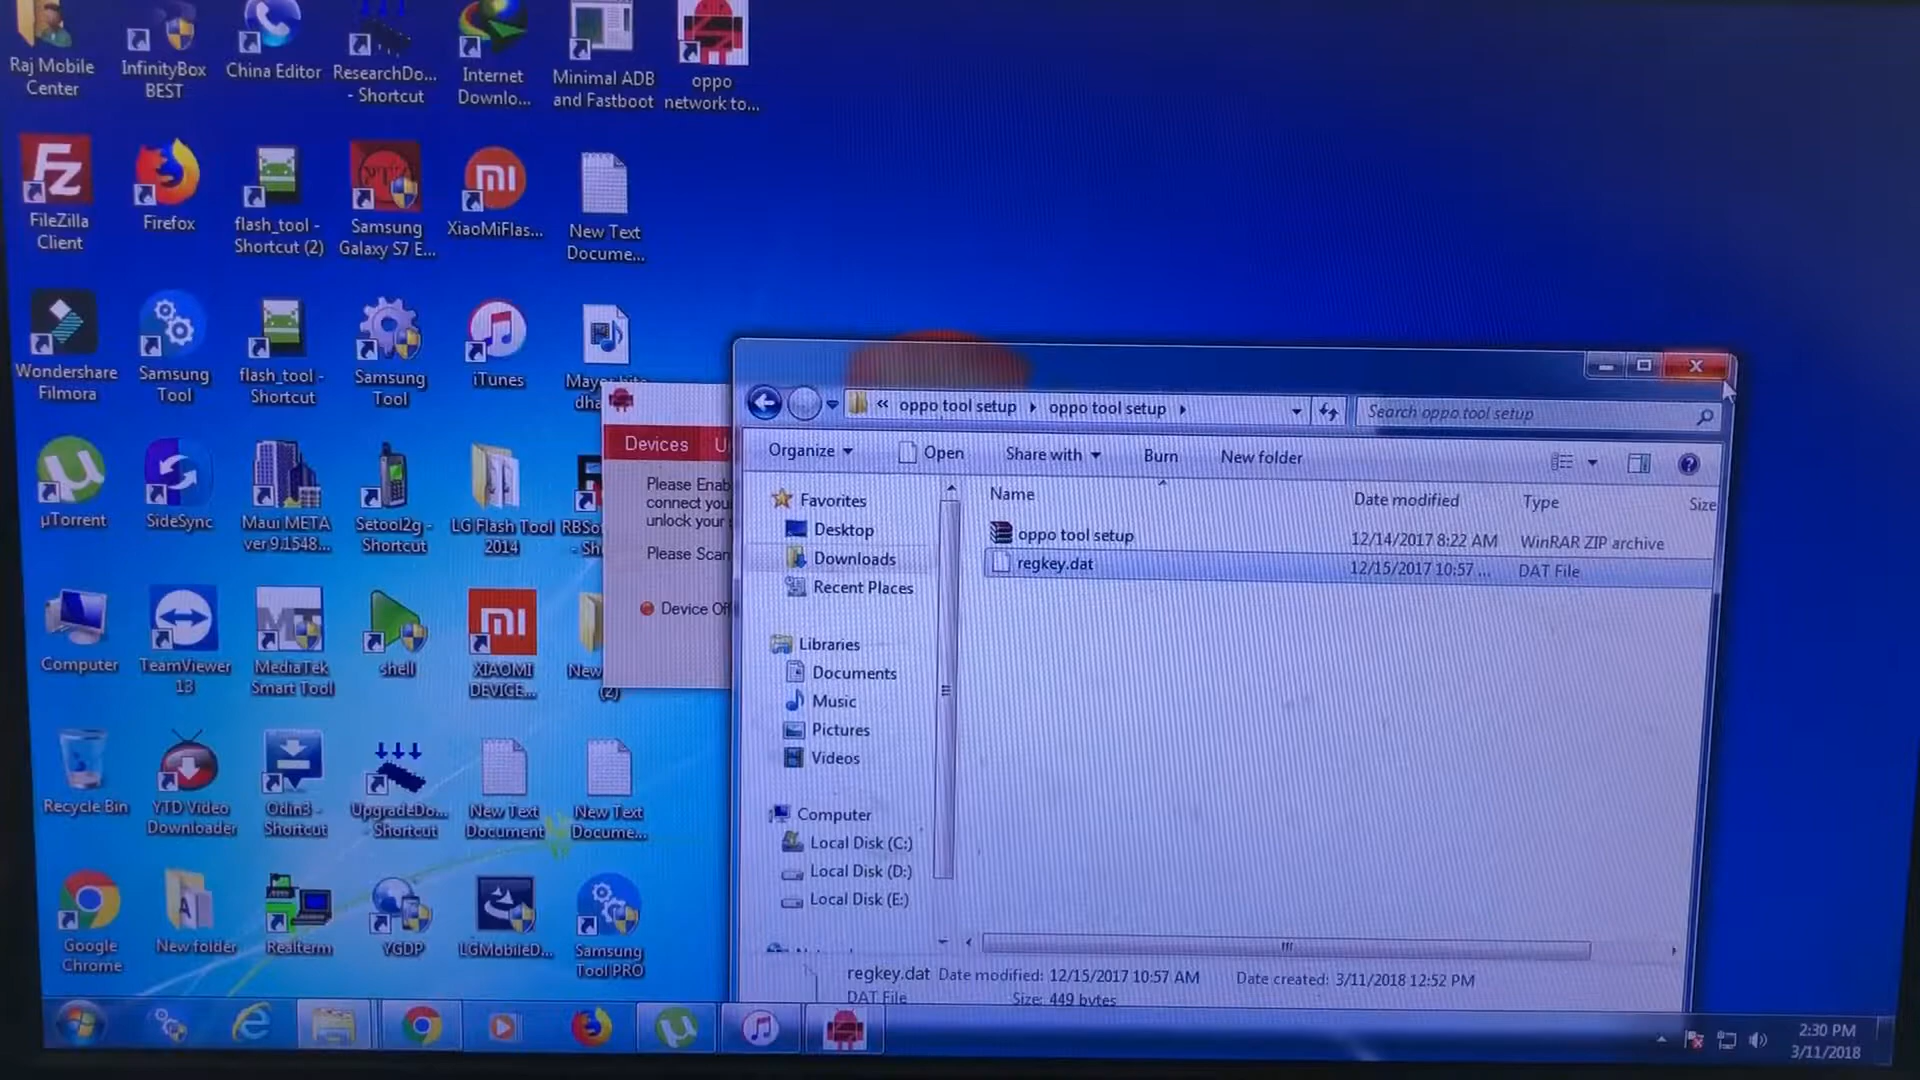 Raj Mobile
Center
InfinityBox
BEST
China Editor
ResearchDo...
- Shortcut
Internet
Downlo...
Minimal ADB
and Fastboot
oppo
network to...
FileZilla
Client
Firefox
flash_tool -
Shortcut (2)
Samsung
Galaxy S7 E...
XiaoMiFlas...
New Text
Docume...
Wondershare
Filmora
Samsung
Tool
flash_tool -
Shortcut
Samsung
Tool
iTunes
Devices
Please Enab
connect you
unlock your
Please Scan
Device Off
µTorrent
SideSync
Maui META
ver 9.1548...
Setool2g -
Shortcut
LG Flash Tool
2014
Computer
TeamViewer
13
MediaTek
Smart Tool
shell
XIAOMI
DEVICE...
New
(2)
Recycle Bin
YTD Video
Downloader
Odin3 -
Shortcut
UpgradeDo...
- Shortcut
New Text
Document
New Text
Docume...
Google
Chrome
New folder
Realterm
YGDP
LGMobileD...
Samsung
Tool PRO
« oppo tool setup ▸ oppo tool setup ▸
Search oppo tool setup
Organize Open Share with Burn New folder
Name Date modified Type Size
oppo tool setup 12/14/2017 8:22 AM WinRAR ZIP archive
regkey.dat 12/15/2017 10:57 ... DAT File
Favorites
Desktop
Downloads
Recent Places
Libraries
Documents
Music
Pictures
Videos
Computer
Local Disk (C:)
Local Disk (D:)
Local Disk (E:)
regkey.dat Date modified: 12/15/2017 10:57 AM Date created: 3/11/2018 12:52 PM
DAT File Size: 449 bytes
2:30 PM
3/11/2018